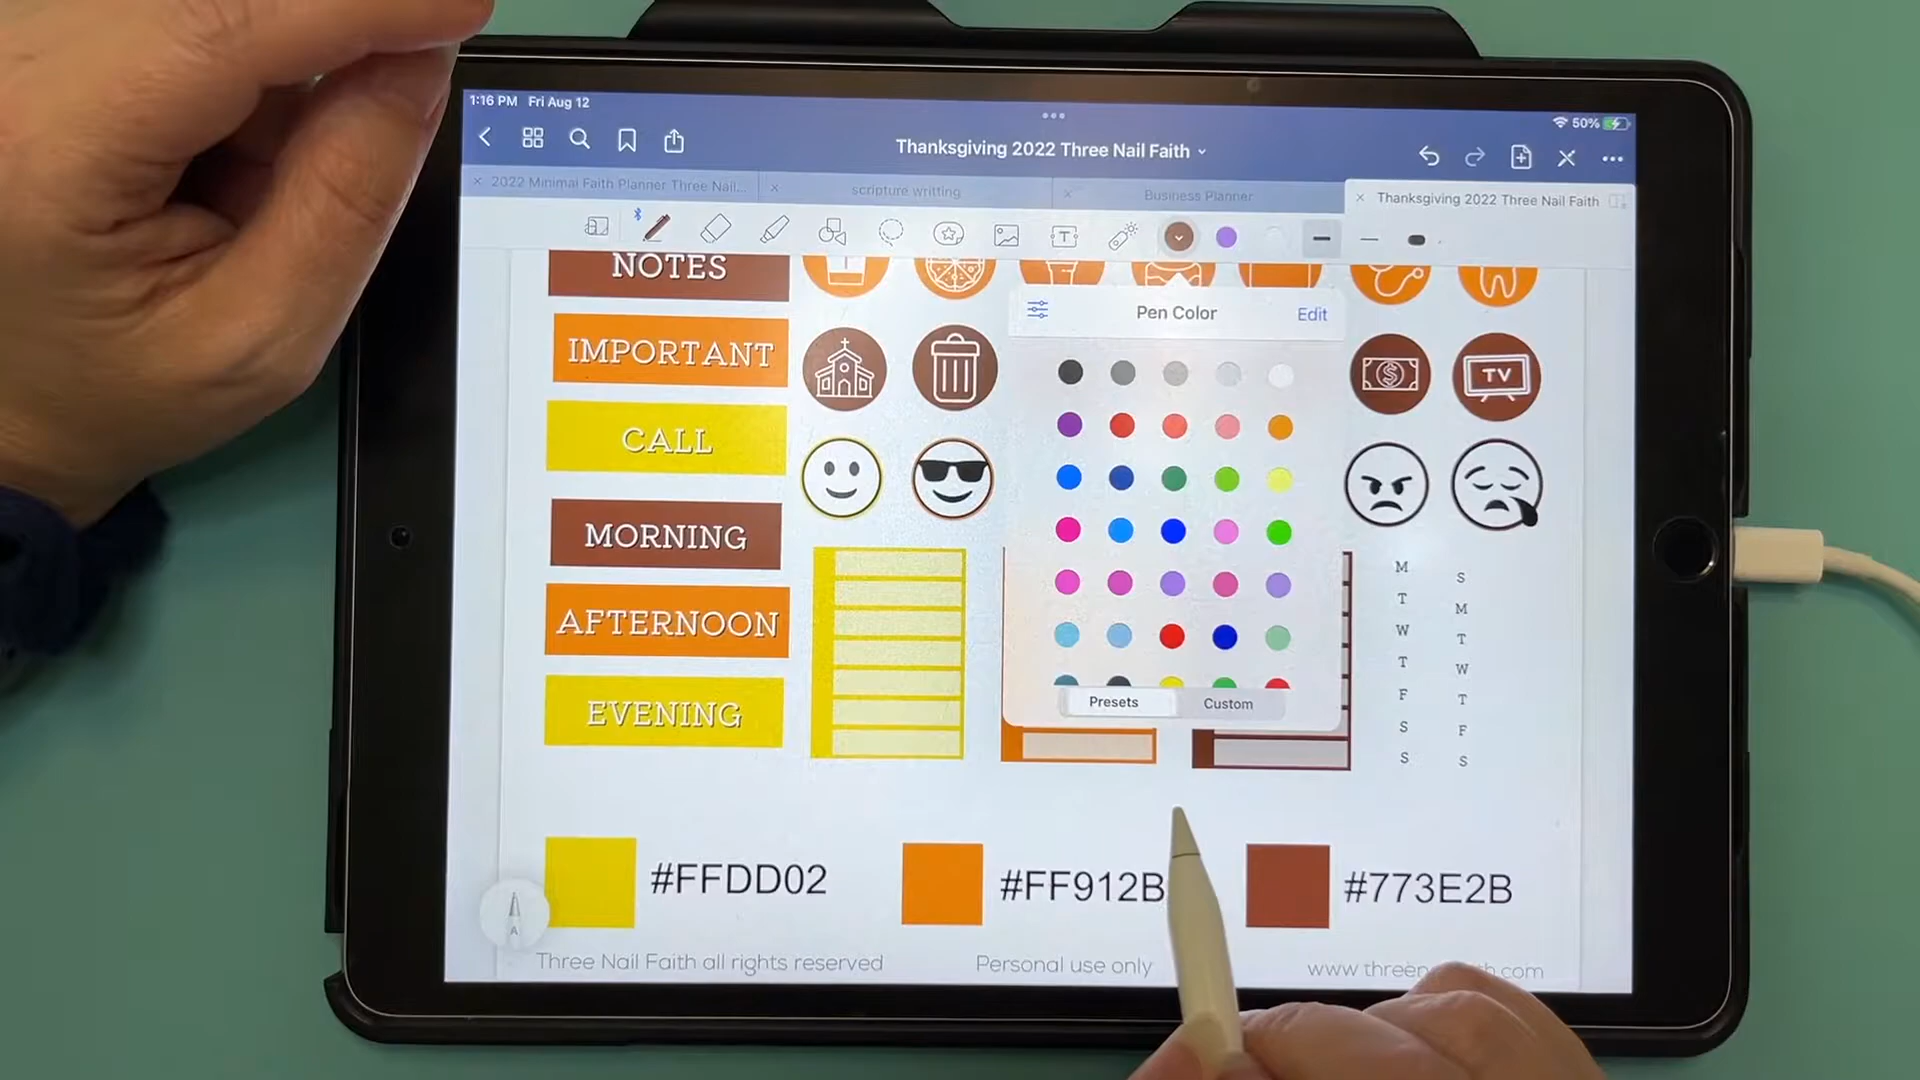 1:16 PM Fri Aug 12
50%
Thanksgiving 2022 Three Nail Faith
2022 Minimal Faith Planner Three Nail...
scripture writting
Business Planner
Thanksgiving 2022 Three Nail Faith
T
NOTES
Pen Color
Edit
IMPORTANT
TV
CALL
MORNING
AFTERNOON
EVENING
M
T
W
T
F
S
S
S
M
T
W
T
F
S
Presets
Custom
#FFDD02
#FF912B
#773E2B
A
Three Nail Faith all rights reserved
Personal use only